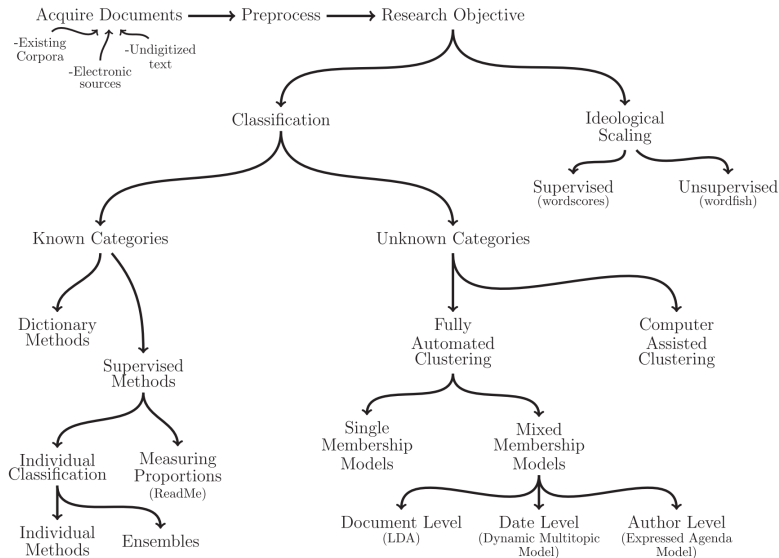 Acquire Documents
Preprocess
Research Objective
-Existing
Corpora
-Undigitized
text
-Electronic
sources
Classification
Ideological
Scaling
Supervised
(wordscores)
Unsupervised
(wordfish)
Known Categories
Unknown Categories
Dictionary
Methods
Fully
Automated
Clustering
Computer
Assisted
Clustering
Supervised
Methods
Single
Membership
Models
Mixed
Membership
Models
Individual
Classification
Measuring
Proportions
(ReadMe)
Individual
Methods
Ensembles
Document Level
(LDA)
Date Level
(Dynamic Multitopic
Model)
Author Level
(Expressed Agenda
Model)